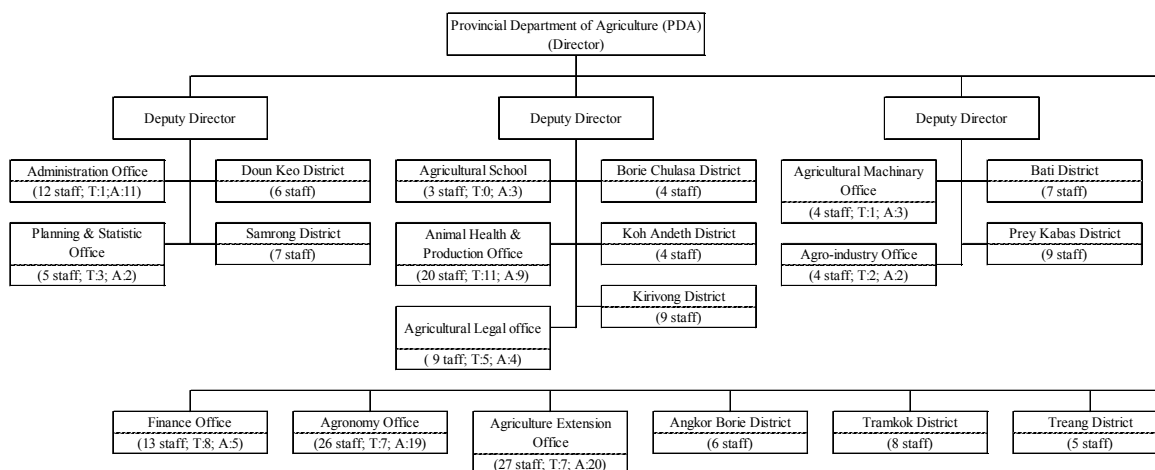 Provincial Department of Agriculture (PDA)
(Director)
Deputy Director
Deputy Director
Deputy Director
Administration Office
(12 staff; T:1;A:11)
Doun Keo District
(6 staff)
Planning & Statistic
Office
(5 staff; T:3; A:2)
Samrong District
(7 staff)
Agricultural School
(3 staff; T:0; A:3)
Borie Chulasa District
(4 staff)
Animal Health &
Production Office
(20 staff; T:11; A:9)
Koh Andeth District
(4 staff)
Agricultural Legal office
( 9 taff; T:5; A:4)
Kirivong District
(9 staff)
Agricultural Machinary
Office
(4 staff; T:1; A:3)
Bati District
(7 staff)
Agro-industry Office
(4 staff; T:2; A:2)
Prey Kabas District
(9 staff)
Finance Office
(13 staff; T:8; A:5)
Agronomy Office
(26 staff; T:7; A:19)
Agriculture Extension
Office
(27 staff; T:7; A:20)
Angkor Borie District
(6 staff)
Tramkok District
(8 staff)
Treang District
(5 staff)